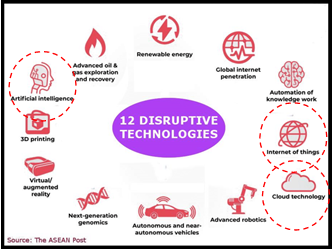 Renewable energy
Advanced oil &
gas exploration
and recovery
Global internet
penetration
Artificial intelligence
Automation of
knowledge work
12 DISRUPTIVE
TECHNOLOGIES
3D printing
Internet of things
Virtual/
augmented
reality
Cloud technology
Next-generation
genomics
Autonomous and near-
autonomous vehicles
Advanced robotics
Source: The ASEAN Post